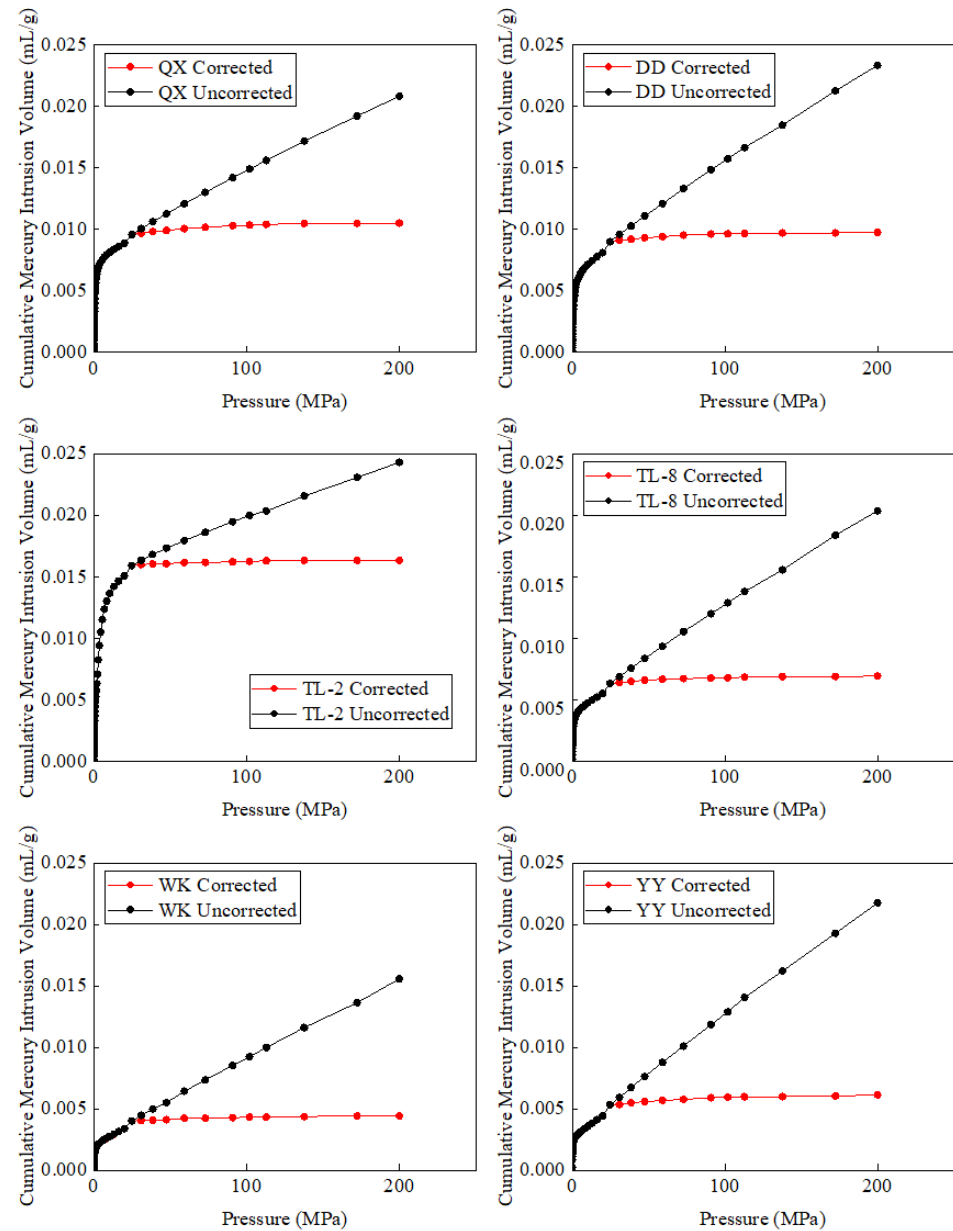 Cumulative Mercury Intrusion Volume (mL/g)
0.025
0.020
0.015
0.010
0.005
0.000
QX Corrected
QX Uncorrected
0 100 200
Pressure (MPa)
Cumulative Mercury Intrusion Volume (mL/g)
0.025
0.020
0.015
0.010
0.005
0.000
DD Corrected
DD Uncorrected
0 100 200
Pressure (MPa)
Cumulative Mercury Intrusion Volume (mL/g)
0.025
0.020
0.015
0.010
0.005
0.000
TL-2 Corrected
TL-2 Uncorrected
0 100 200
Pressure (MPa)
Cumulative Mercury Intrusion Volume (mL/g)
0.025
0.020
0.015
0.010
0.005
0.000
TL-8 Corrected
TL-8 Uncorrected
0 100 200
Pressure (MPa)
Cumulative Mercury Intrusion Volume (mL/g)
0.025
0.020
0.015
0.010
0.005
0.000
WK Corrected
WK Uncorrected
0 100 200
Pressure (MPa)
Cumulative Mercury Intrusion Volume (mL/g)
0.025
0.020
0.015
0.010
0.005
0.000
YY Corrected
YY Uncorrected
0 100 200
Pressure (MPa)